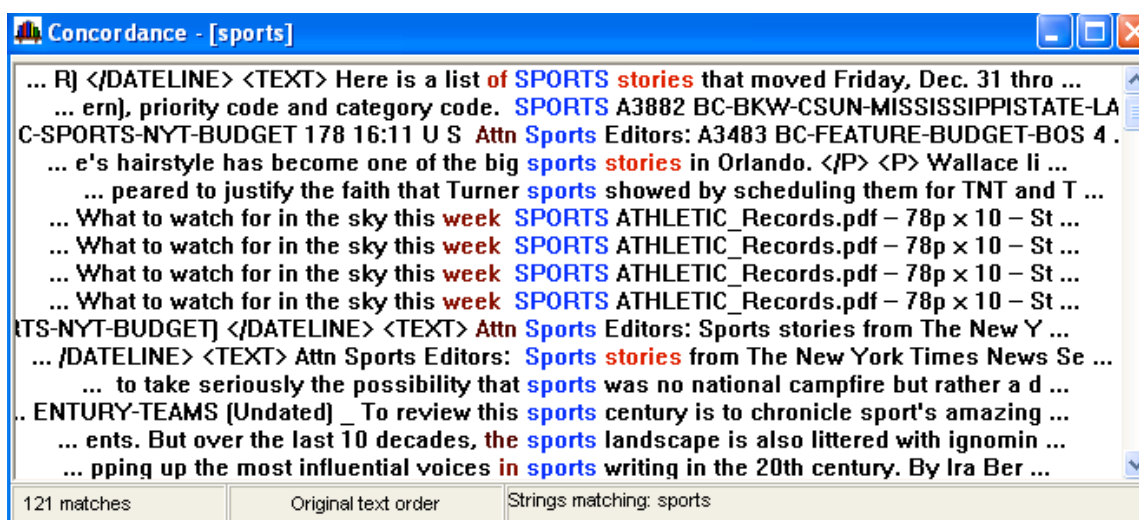 Concordance - [sports]
... R) </DATELINE> <TEXT> Here is a list of SPORTS stories that moved Friday, Dec. 31 thro ...
... ern), priority code and category code. SPORTS A3882 BC-BKW-CSUN-MISSISSIPPISTATE-LA
C-SPORTS-NYT-BUDGET 178 16:11 U S Attn Sports Editors: A3483 BC-FEATURE-BUDGET-BOS 4 .
... e's hairstyle has become one of the big sports stories in Orlando. </P> <P> Wallace li ...
... peared to justify the faith that Turner sports showed by scheduling them for TNT and T ...
... What to watch for in the sky this week SPORTS ATHLETIC_Records.pdf – 78p x 10 – St ...
... What to watch for in the sky this week SPORTS ATHLETIC_Records.pdf – 78p x 10 – St ...
... What to watch for in the sky this week SPORTS ATHLETIC_Records.pdf – 78p x 10 – St ...
... What to watch for in the sky this week SPORTS ATHLETIC_Records.pdf – 78p x 10 – St ...
RTS-NYT-BUDGET) </DATELINE> <TEXT> Attn Sports Editors: Sports stories from The New Y ...
... /DATELINE> <TEXT> Attn Sports Editors: Sports stories from The New York Times News Se ...
... to take seriously the possibility that sports was no national campfire but rather a d ...
.. ENTURY-TEAMS (Undated) _ To review this sports century is to chronicle sport's amazing ...
... ents. But over the last 10 decades, the sports landscape is also littered with ignomin ...
... pping up the most influential voices in sports writing in the 20th century. By Ira Ber ...
121 matches Original text order Strings matching: sports